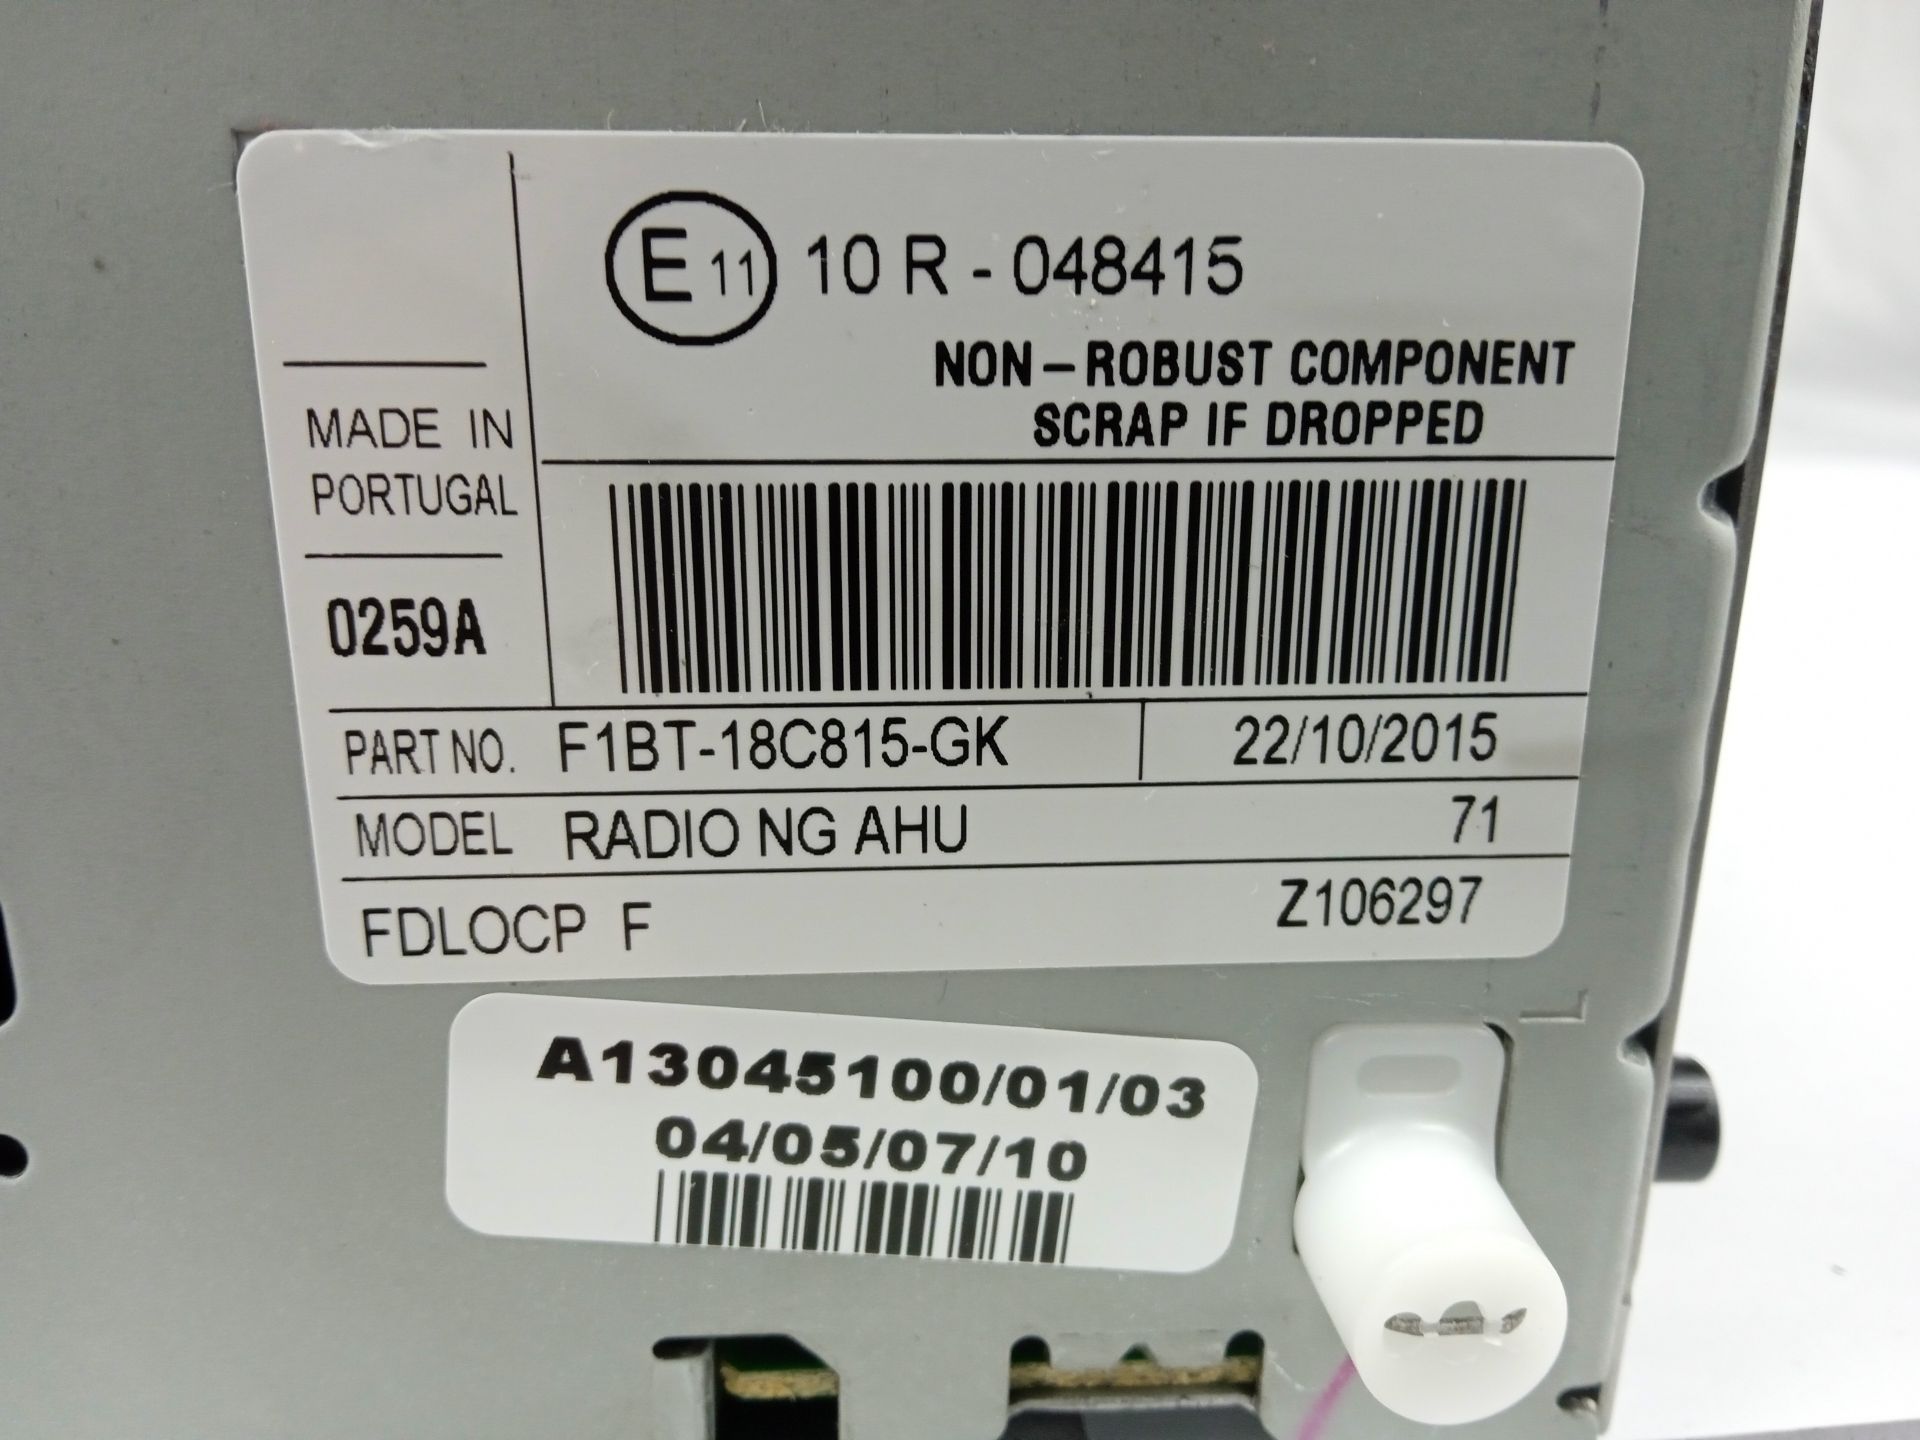 E 11 10 R - 048415
NON-ROBUST COMPONENT
SCRAP IF DROPPED
MADE IN
PORTUGAL
0259A
PART NO. F1BT-18C815-GK 22/10/2015
MODEL RADIO NG AHU 71
FDLOCP F Z106297
A13045100/01/03
04/05/07/10